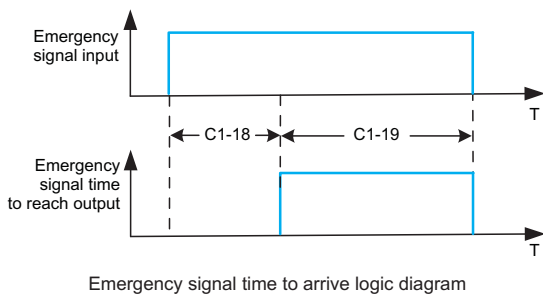 Emergency
signal input
T
C1-18
C1-19
Emergency
signal time
to reach output
T
Emergency signal time to arrive logic diagram